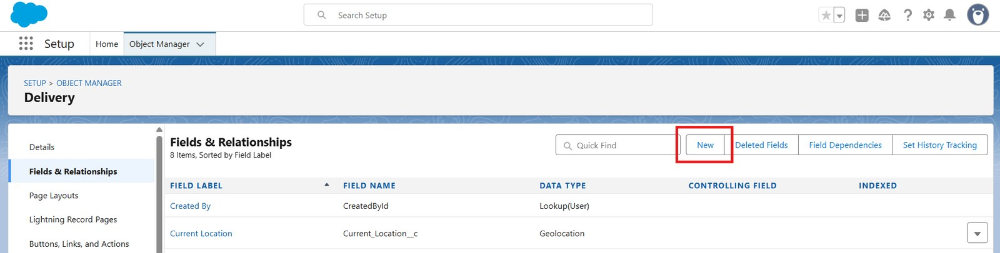 Search Setup
Setup Home Object Manager
SETUP > OBJECT MANAGER
Delivery
Details
Fields & Relationships
Page Layouts
Lightning Record Pages
Buttons, Links, and Actions
Fields & Relationships
8 Items, Sorted by Field Label
Quick Find New Deleted Fields Field Dependencies Set History Tracking
FIELD LABEL FIELD NAME DATA TYPE CONTROLLING FIELD INDEXED
Created By CreatedById Lookup(User)
Current Location Current_Location__c Geolocation